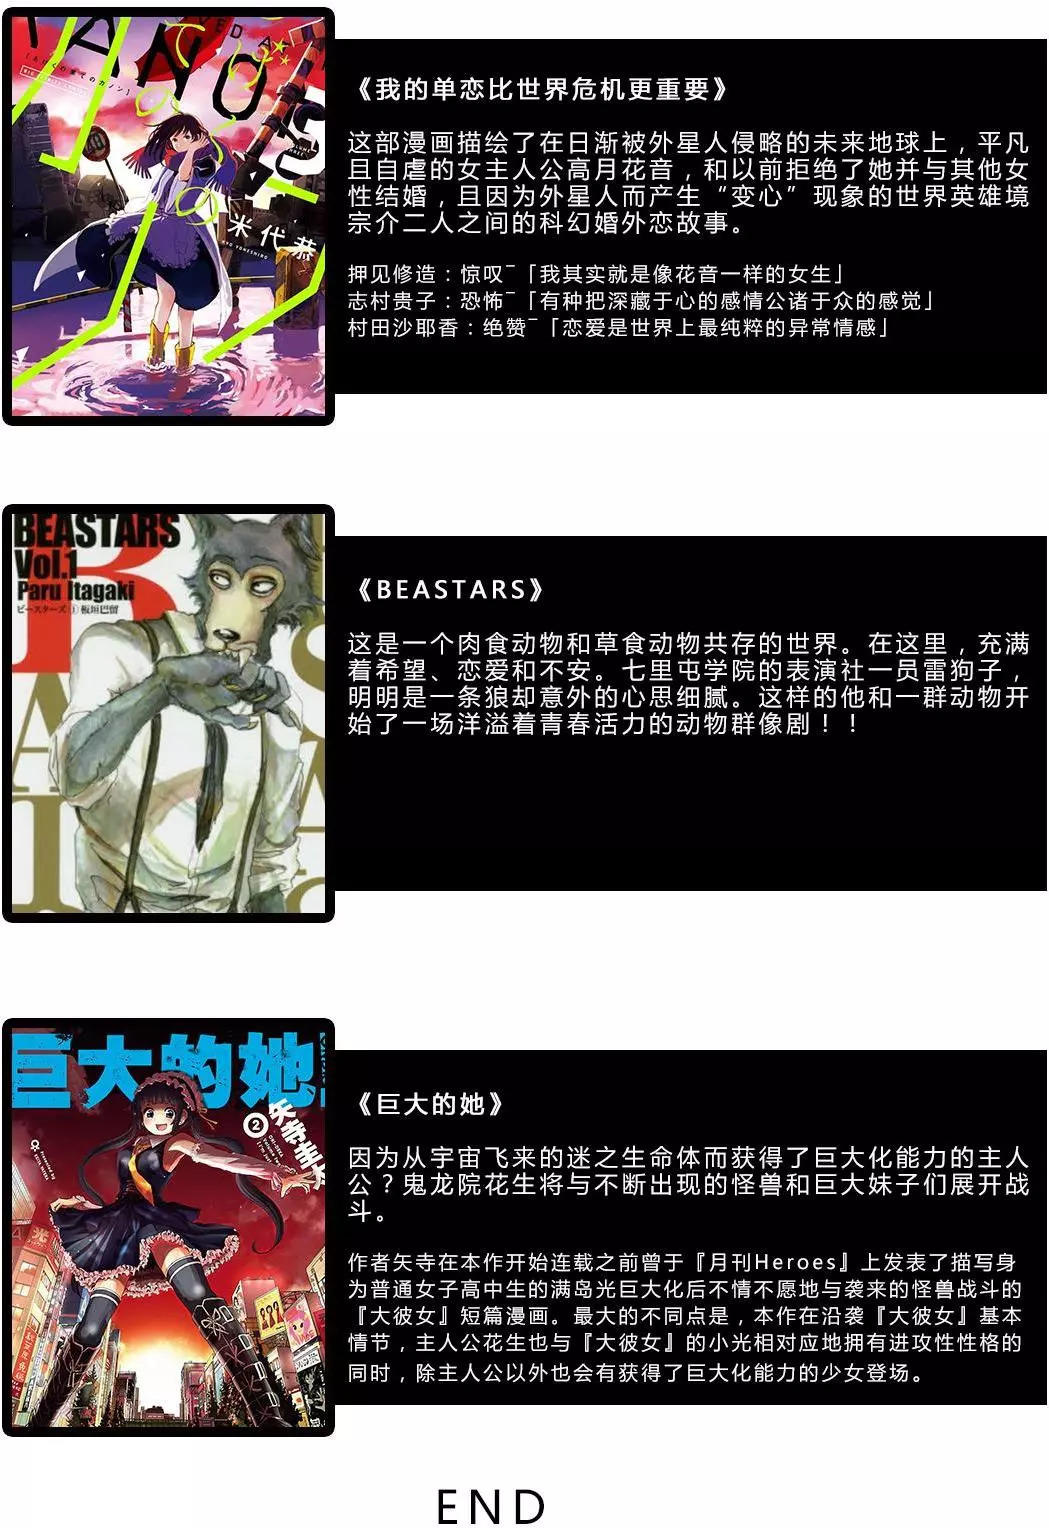 KANO
VED A
のての
[あげくの果てのカノン]
VOLUME
THREE
米代恭
KYO YONESHIRO
《我的单恋比世界危机更重要》
这部漫画描绘了在日渐被外星人侵略的未来地球上，平凡
且自虐的女主人公高月花音，和以前拒绝了她并与其他女
性结婚，且因为外星人而产生“变心”现象的世界英雄境
宗介二人之间的科幻婚外恋故事。
押见修造：惊叹‾「我其实就是像花音一样的女生」
志村贵子：恐怖‾「有种把深藏于心的感情公诸于众的感觉」
村田沙耶香：绝赞‾「恋爱是世界上最纯粹的异常情感」
BEASTARS
Vol.1
Paru Itagaki
ビースターズ ① 板垣巴留
《BEASTARS》
这是一个肉食动物和草食动物共存的世界。在这里，充满
着希望、恋爱和不安。七里屯学院的表演社一员雷狗子，
明明是一条狼却意外的心思细腻。这样的他和一群动物开
始了一场洋溢着青春活力的动物群像剧！！
巨大的她
②
矢寺圭太
《巨大的她》
因为从宇宙飞来的迷之生命体而获得了巨大化能力的主人
公？鬼龙院花生将与不断出现的怪兽和巨大妹子们展开战
斗。
作者矢寺在本作开始连载之前曾于『月刊Heroes』上发表了描写身
为普通女子高中生的满岛光巨大化后不情不愿地与袭来的怪兽战斗的
『大彼女』短篇漫画。最大的不同点是，本作在沿袭『大彼女』基本
情节，主人公花生也与『大彼女』的小光相对应地拥有进攻性性格的
同时，除主人公以外也会有获得了巨大化能力的少女登场。
END